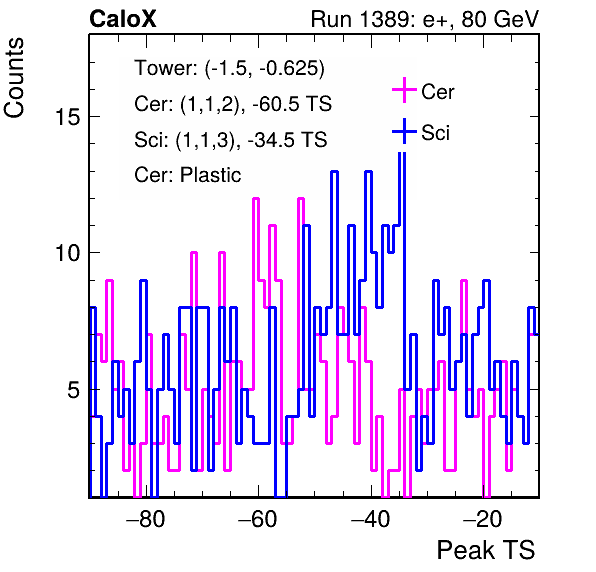 CaloX Run 1389: e+, 80 GeV
Counts
Tower: (-1.5, -0.625)
Cer: (1,1,2), -60.5 TS
Sci: (1,1,3), -34.5 TS
Cer: Plastic
Cer
Sci
15
10
5
−80 −60 −40 −20
Peak TS